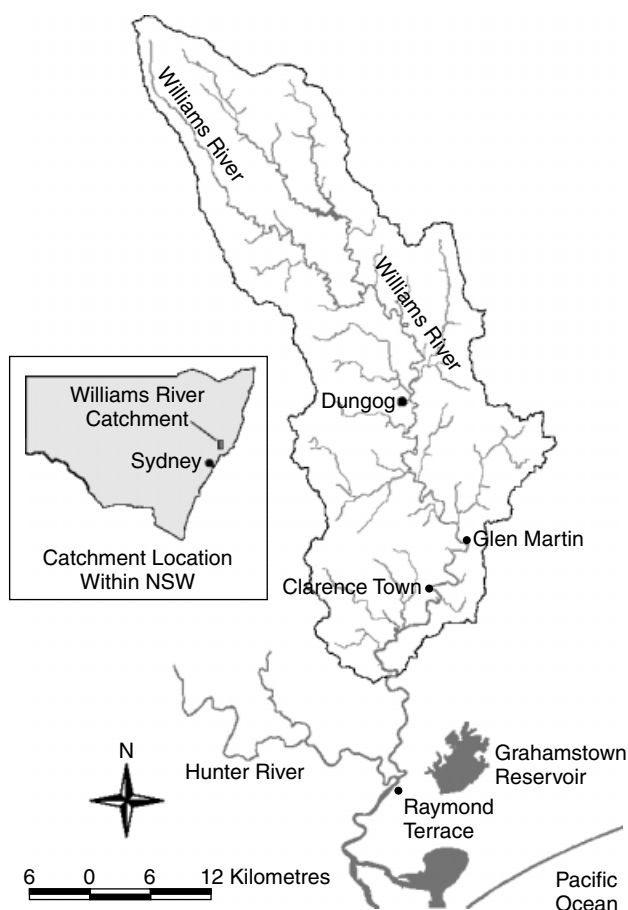 Williams River
Williams River
Dungog
Williams River
Catchment
Sydney
Catchment Location
Within NSW
Glen Martin
Clarence Town
Hunter River
Grahamstown
Reservoir
Raymond
Terrace
N
6 0 6 12 Kilometres
Pacific
Ocean